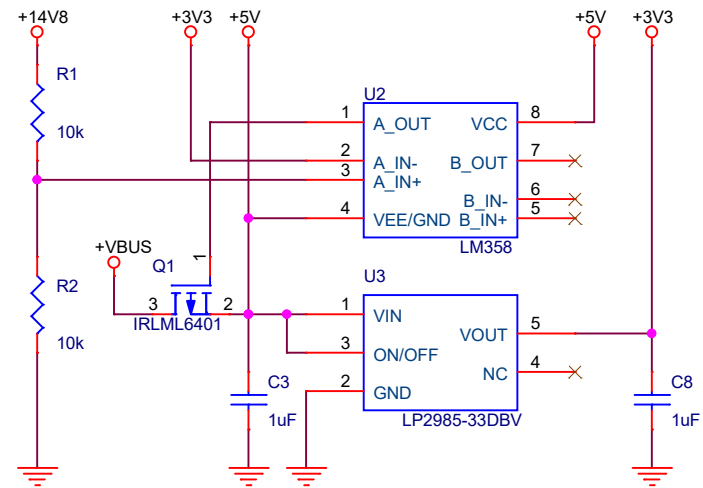 +14V8 +3V3 +5V +5V +3V3
R1
10k
U2
1 A_OUT VCC 8
2 A_IN- B_OUT 7
3 A_IN+
B_IN- 6
4 VEE/GND B_IN+ 5
LM358
+VBUS
Q1
1
3 2
IRLML6401
R2
10k
U3
1 VIN
VOUT 5
3 ON/OFF
NC 4
2 GND
LP2985-33DBV
C3
1uF
C8
1uF